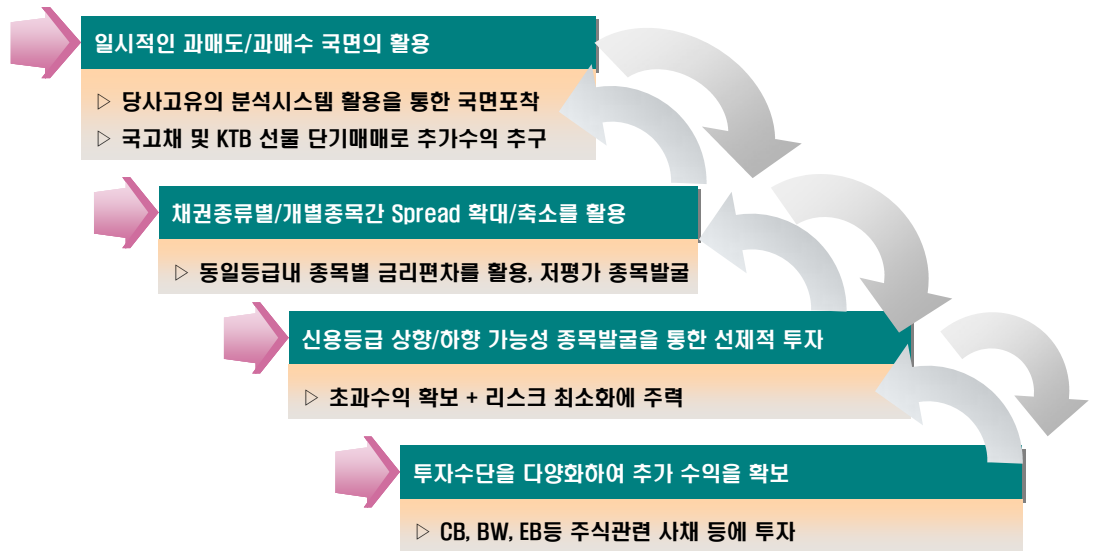 일시적인 과매도/과매수 국면의 활용
▷ 당사고유의 분석시스템 활용을 통한 국면포착
▷ 국고채 및 KTB 선물 단기매매로 추가수익 추구
채권종류별/개별종목간 Spread 확대/축소를 활용
▷ 동일등급내 종목별 금리편차를 활용, 저평가 종목발굴
신용등급 상향/하향 가능성 종목발굴을 통한 선제적 투자
▷ 초과수익 확보 + 리스크 최소화에 주력
투자수단을 다양화하여 추가 수익을 확보
▷ CB, BW, EB등 주식관련 사채 등에 투자